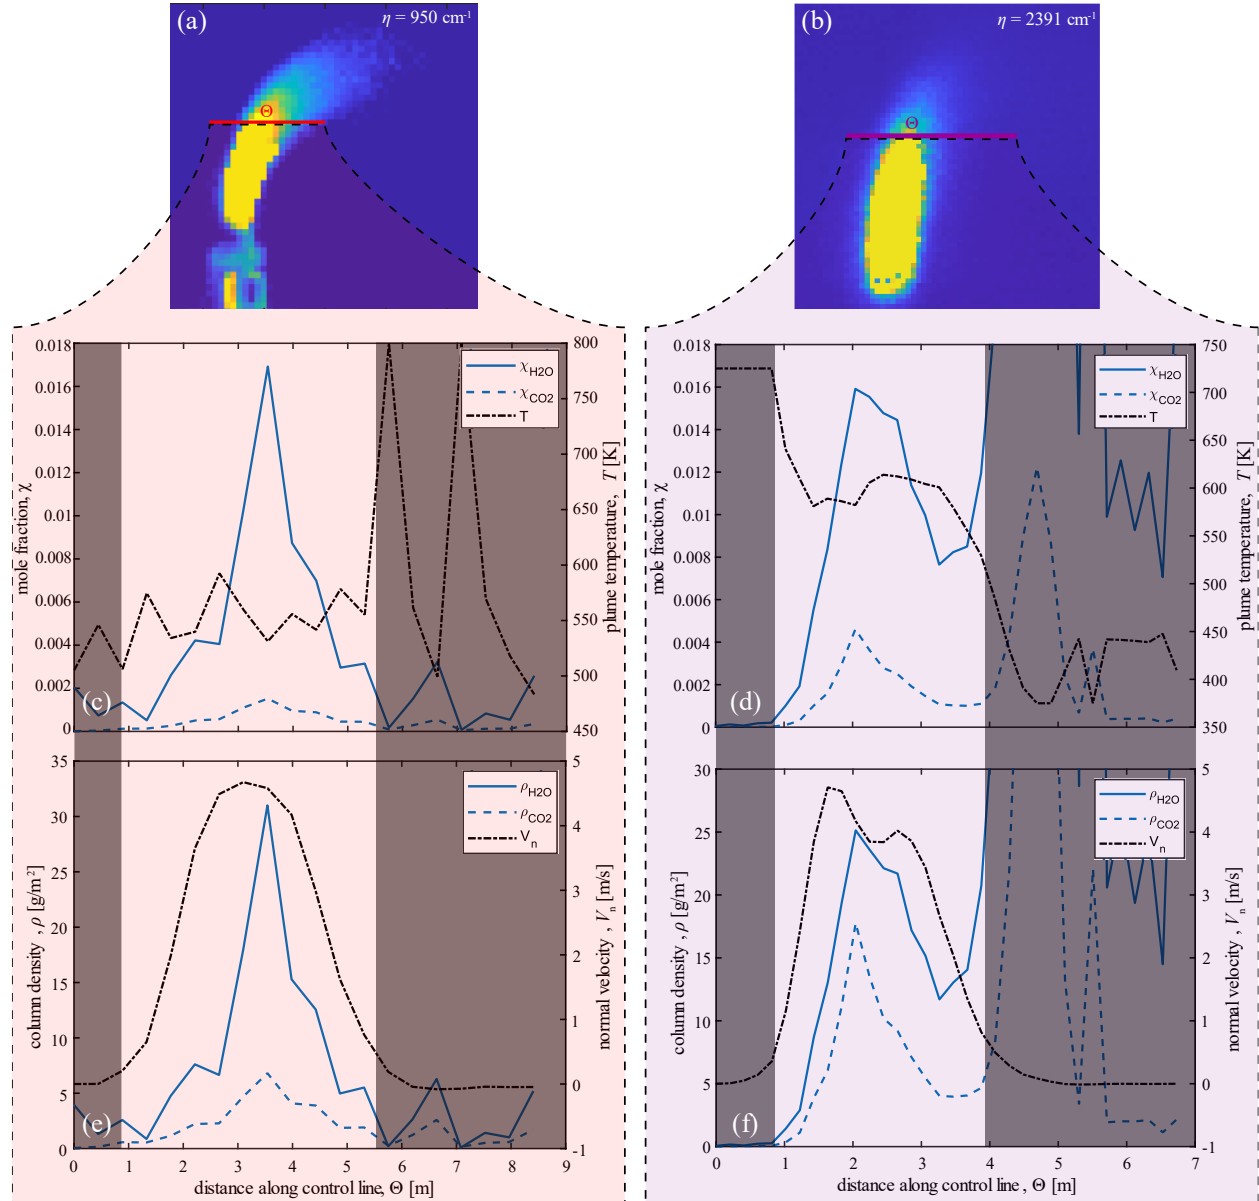 (a)
η = 950 cm⁻¹
Θ
(b)
η = 2391 cm⁻¹
Θ
0.018
0.016
0.014
0.012
0.01
0.008
0.006
0.004
0.002
0
mole fraction, χ
χH2O
χCO2
T
800
750
700
650
600
550
500
450
plume temperature, T [K]
(c)
0.018
0.016
0.014
0.012
0.01
0.008
0.006
0.004
0.002
0
mole fraction, χ
χH2O
χCO2
T
750
700
650
600
550
500
450
400
350
plume temperature, T [K]
(d)
35
30
25
20
15
10
5
0
column density, ρ [g/m²]
ρH2O
ρCO2
V_n
5
4
3
2
1
0
-1
normal velocity, Vn [m/s]
(e)
0 1 2 3 4 5 6 7 8 9
distance along control line, Θ [m]
30
25
20
15
10
5
0
column density, ρ [g/m²]
ρH2O
ρCO2
V_n
5
4
3
2
1
0
-1
normal velocity, Vn [m/s]
(f)
0 1 2 3 4 5 6 7
distance along control line, Θ [m]